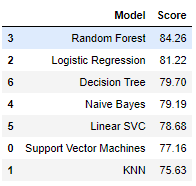 Model Score
3 Random Forest 84.26
2 Logistic Regression 81.22
6 Decision Tree 79.70
4 Naive Bayes 79.19
5 Linear SVC 78.68
0 Support Vector Machines 77.16
1 KNN 75.63